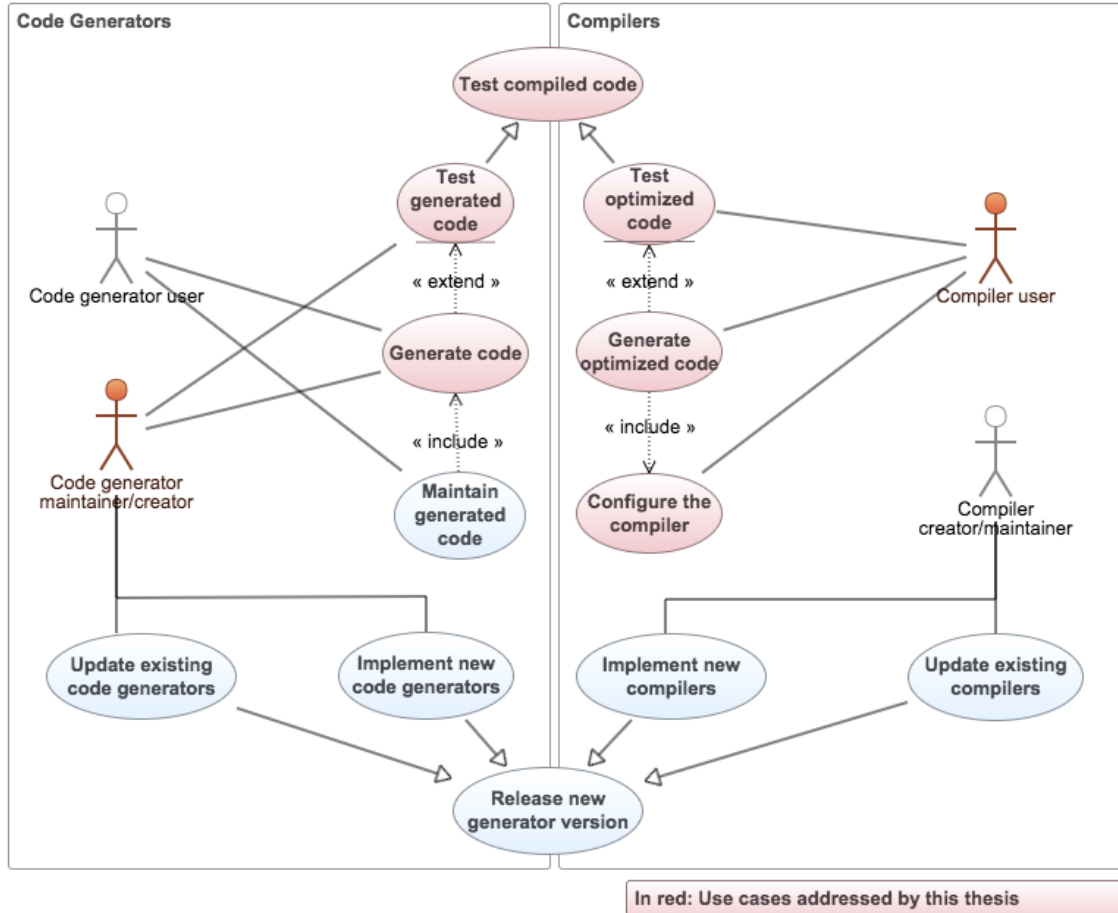 Code Generators
Compilers
Test compiled code
Test
generated
code
Test
optimized
code
« extend »
« extend »
Code generator user
Compiler user
Generate code
Generate
optimized code
« include »
« include »
Code generator
maintainer/creator
Maintain
generated
code
Configure the
compiler
Compiler
creator/maintainer
Update existing
code generators
Implement new
code generators
Implement new
compilers
Update existing
compilers
Release new
generator version
In red: Use cases addressed by this thesis